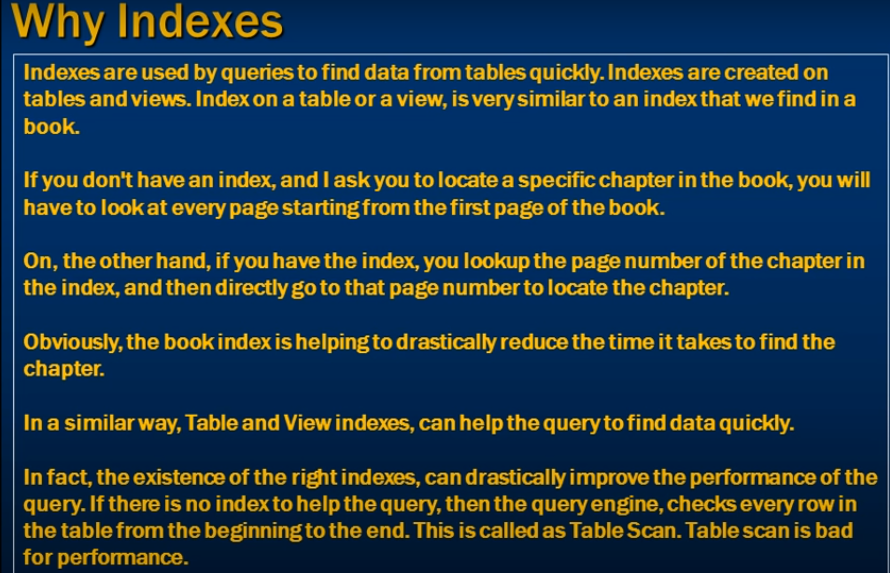 Why Indexes
Indexes are used by queries to find data from tables quickly. Indexes are created on
tables and views. Index on a table or a view, is very similar to an index that we find in a
book.
If you don't have an index, and I ask you to locate a specific chapter in the book, you will
have to look at every page starting from the first page of the book.
On, the other hand, if you have the index, you lookup the page number of the chapter in
the index, and then directly go to that page number to locate the chapter.
Obviously, the book index is helping to drastically reduce the time it takes to find the
chapter.
In a similar way, Table and View indexes, can help the query to find data quickly.
In fact, the existence of the right indexes, can drastically improve the performance of the
query. If there is no index to help the query, then the query engine, checks every row in
the table from the beginning to the end. This is called as Table Scan. Table scan is bad
for performance.